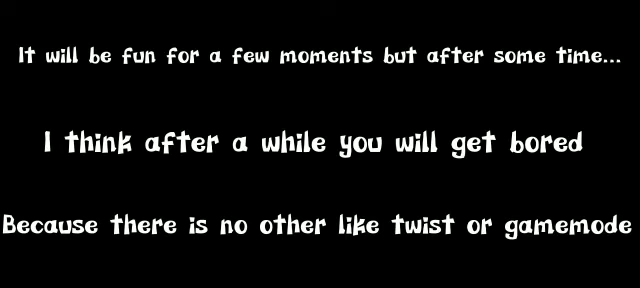 It will be fun for a few moments but after some time...
I think after a while you will get bored
Because there is no other like twist or gamemode